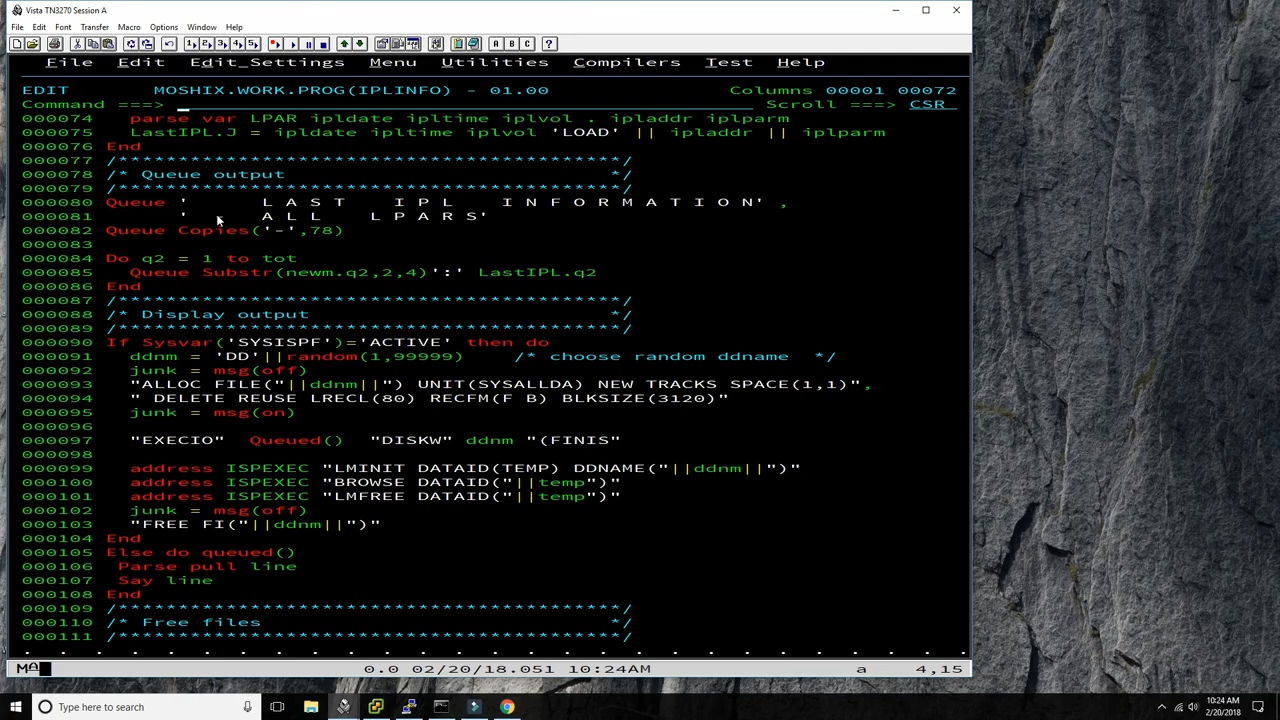 Vista TN3270 Session A
File Edit Font Transfer Macro Options Window Help
1 2 3 4 5 A B C ?
File Edit Edit_Settings Menu Utilities Compilers Test Help
EDIT MOSHIX.WORK.PROG(IPLINFO) - 01.00 Columns 00001 00072
Command ===> Scroll ===> CSR
000074 parse var LPAR ipldate ipltime iplvol . ipladdr iplparm
000075 LastIPL.J = ipldate ipltime iplvol 'LOAD' || ipladdr || iplparm
000076 End
000077 /******************************************/
000078 /* Queue output */
000079 /******************************************/
000080 Queue ' L A S T I P L I N F O R M A T I O N' ,
000081 ' A L L L P A R S'
000082 Queue Copies('-',78)
000083
000084 Do q2 = 1 to tot
000085 Queue Substr(newm.q2,2,4)':' LastIPL.q2
000086 End
000087 /******************************************/
000088 /* Display output */
000089 /******************************************/
000090 If Sysvar('SYSISPF')='ACTIVE' then do
000091 ddnm = 'DD'||random(1,99999) /* choose random ddname */
000092 junk = msg(off)
000093 "ALLOC FILE("||ddnm||") UNIT(SYSALLDA) NEW TRACKS SPACE(1,1)",
000094 " DELETE REUSE LRECL(80) RECFM(F B) BLKSIZE(3120)"
000095 junk = msg(on)
000096
000097 "EXECIO" Queued() "DISKW" ddnm "(FINIS"
000098
000099 address ISPEXEC "LMINIT DATAID(TEMP) DDNAME("||ddnm||")"
000100 address ISPEXEC "BROWSE DATAID("||temp")"
000101 address ISPEXEC "LMFREE DATAID("||temp")"
000102 junk = msg(off)
000103 "FREE FI("||ddnm||")"
000104 End
000105 Else do queued()
000106 Parse pull line
000107 Say line
000108 End
000109 /******************************************/
000110 /* Free files */
000111 /******************************************/
MA 0.0 02/20/18.051 10:24AM a 4,15
Type here to search
10:24 AM
2/20/2018